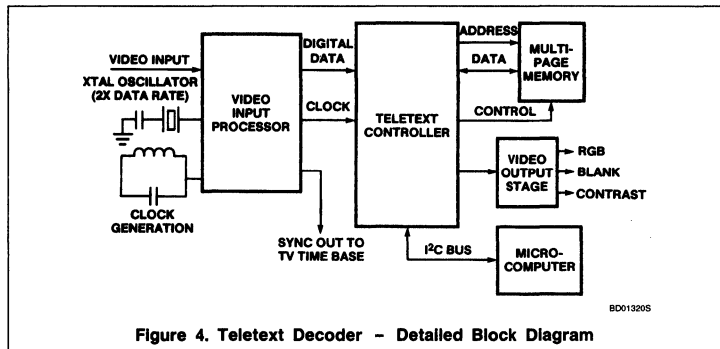 VIDEO INPUT
XTAL OSCILLATOR
(2X DATA RATE)
CLOCK
GENERATION
VIDEO
INPUT
PROCESSOR
DIGITAL
DATA
CLOCK
SYNC OUT TO
TV TIME BASE
TELETEXT
CONTROLLER
ADDRESS
DATA
CONTROL
MULTI-
PAGE
MEMORY
VIDEO
OUTPUT
STAGE
RGB
BLANK
CONTRAST
I²C BUS
MICRO-
COMPUTER
BD01320S
Figure 4. Teletext Decoder – Detailed Block Diagram